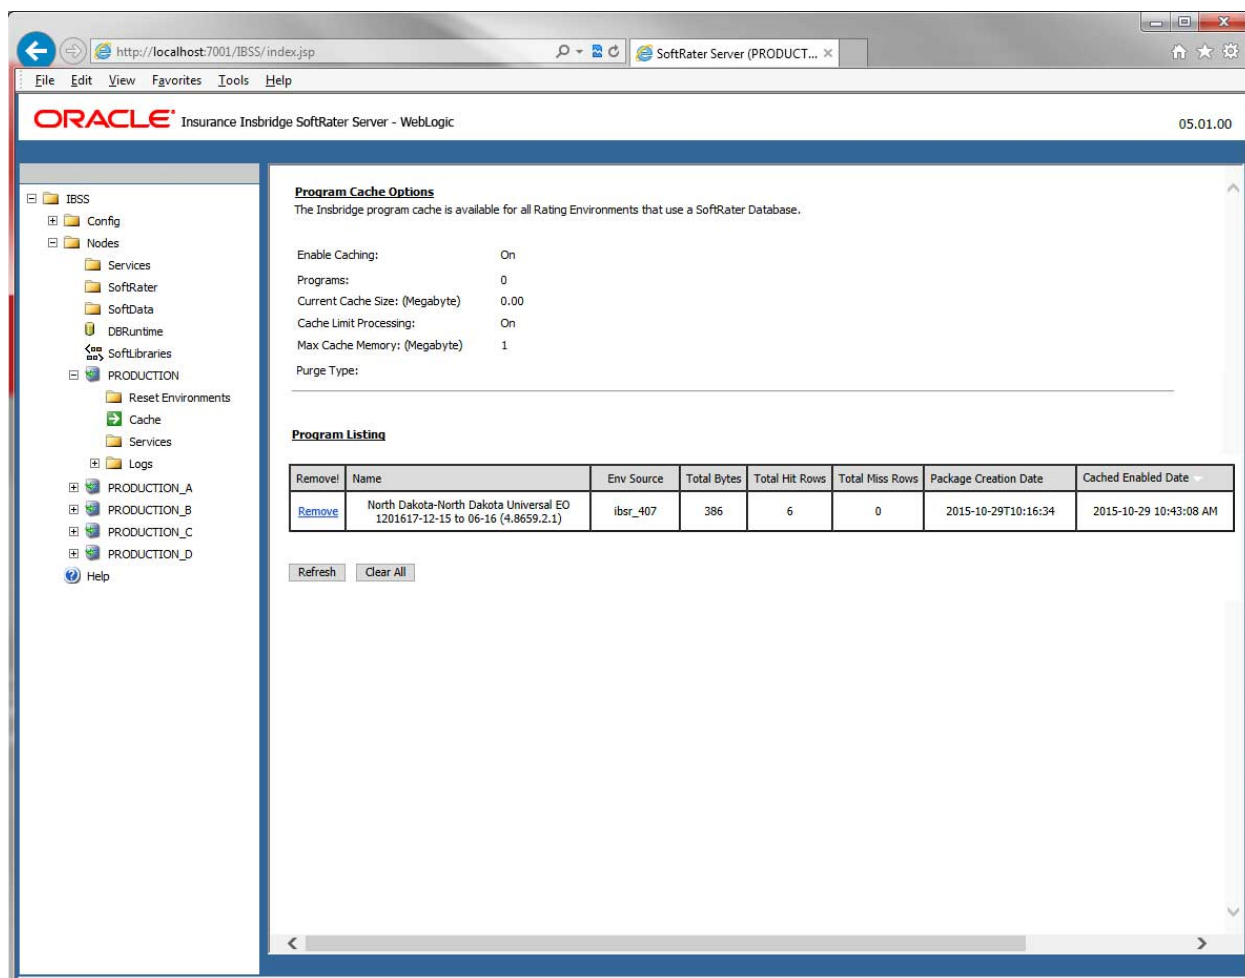 http://localhost:7001/IBSS/index.jsp
SoftRater Server (PRODUCT...
File Edit View Favorites Tools Help
ORACLE Insurance Insbridge SoftRater Server - WebLogic
05.01.00
IBSS
Config
Nodes
Services
SoftRater
SoftData
DBRuntime
SoftLibraries
PRODUCTION
Reset Environments
Cache
Services
Logs
PRODUCTION_A
PRODUCTION_B
PRODUCTION_C
PRODUCTION_D
Help
Program Cache Options
The Insbridge program cache is available for all Rating Environments that use a SoftRater Database.
Enable Caching: On
Programs: 0
Current Cache Size: (Megabyte) 0.00
Cache Limit Processing: On
Max Cache Memory: (Megabyte) 1
Purge Type:
Program Listing
Remove! Name Env Source Total Bytes Total Hit Rows Total Miss Rows Package Creation Date Cached Enabled Date
Remove North Dakota-North Dakota Universal EO
1201617-12-15 to 06-16 (4.8659.2.1) ibsr_407 386 6 0 2015-10-29T10:16:34 2015-10-29 10:43:08 AM
Refresh Clear All